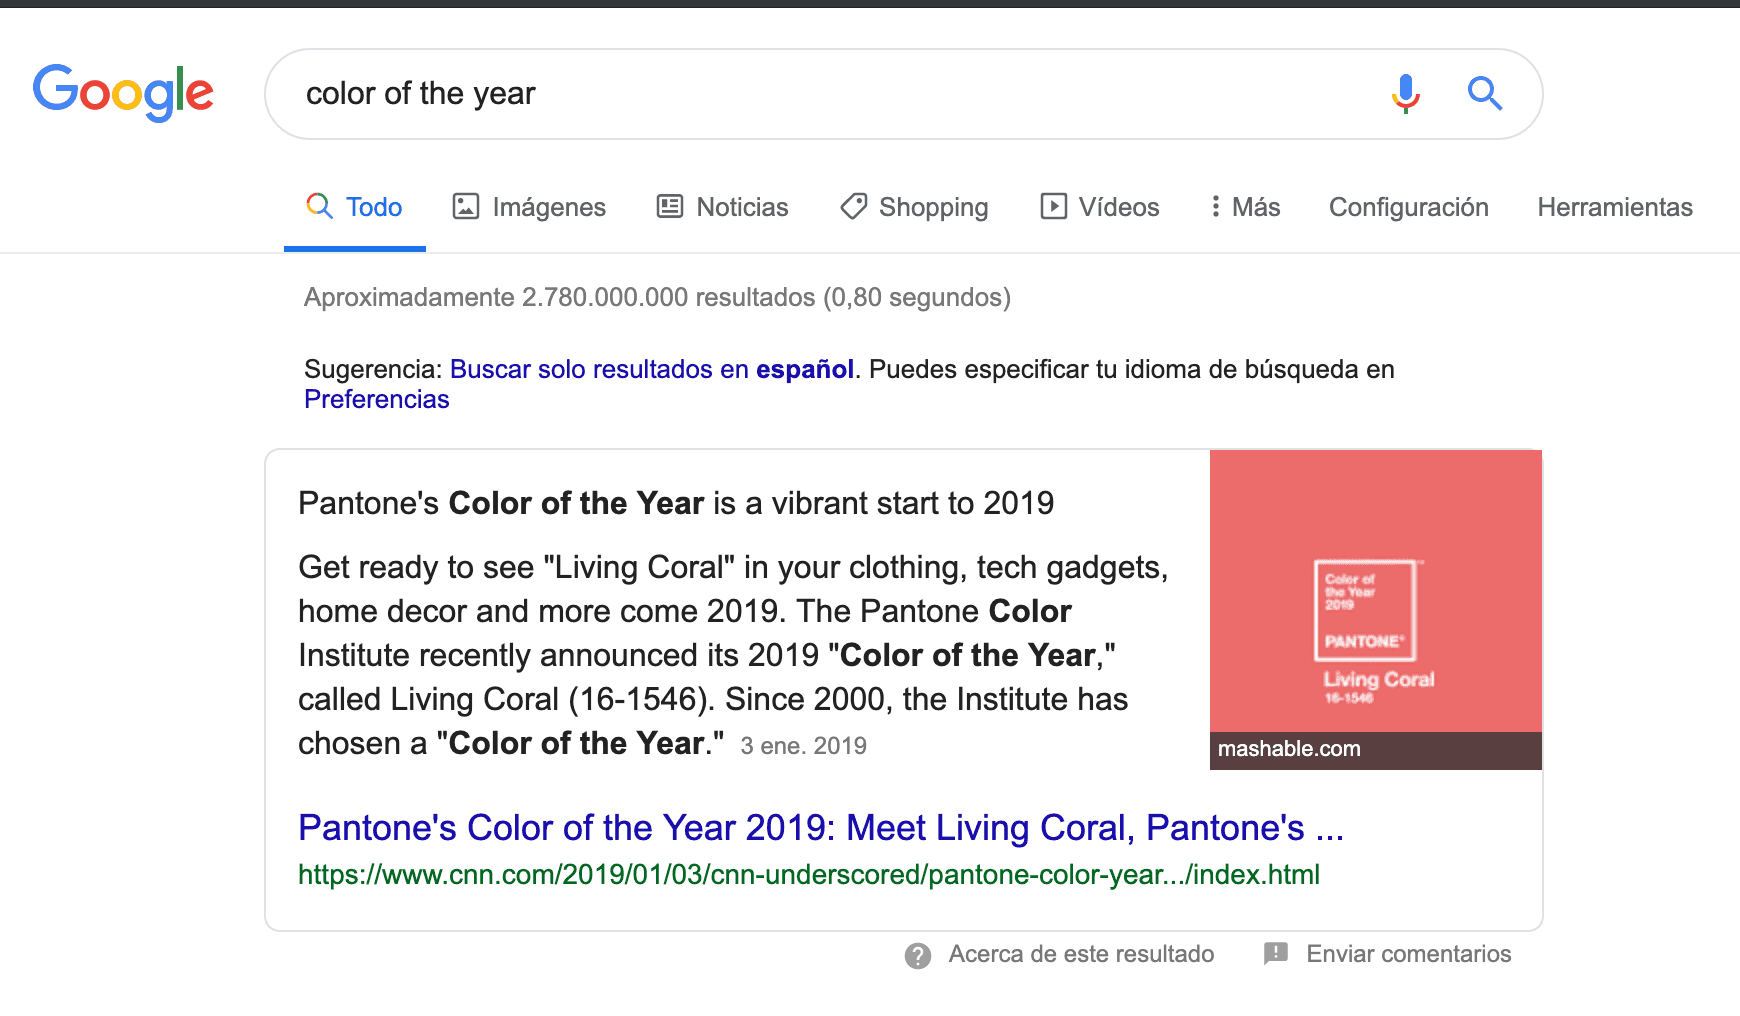 Google
color of the year
Todo Imágenes Noticias Shopping Vídeos Más Configuración Herramientas
Aproximadamente 2.780.000.000 resultados (0,80 segundos)
Sugerencia: Buscar solo resultados en español. Puedes especificar tu idioma de búsqueda en
Preferencias
Pantone's Color of the Year is a vibrant start to 2019
Get ready to see "Living Coral" in your clothing, tech gadgets,
home decor and more come 2019. The Pantone Color
Institute recently announced its 2019 "Color of the Year,"
called Living Coral (16-1546). Since 2000, the Institute has
chosen a "Color of the Year." 3 ene. 2019
Color of
the Year
2019
PANTONE®
Living Coral
16-1546
mashable.com
Pantone's Color of the Year 2019: Meet Living Coral, Pantone's ...
https://www.cnn.com/2019/01/03/cnn-underscored/pantone-color-year.../index.html
Acerca de este resultado Enviar comentarios